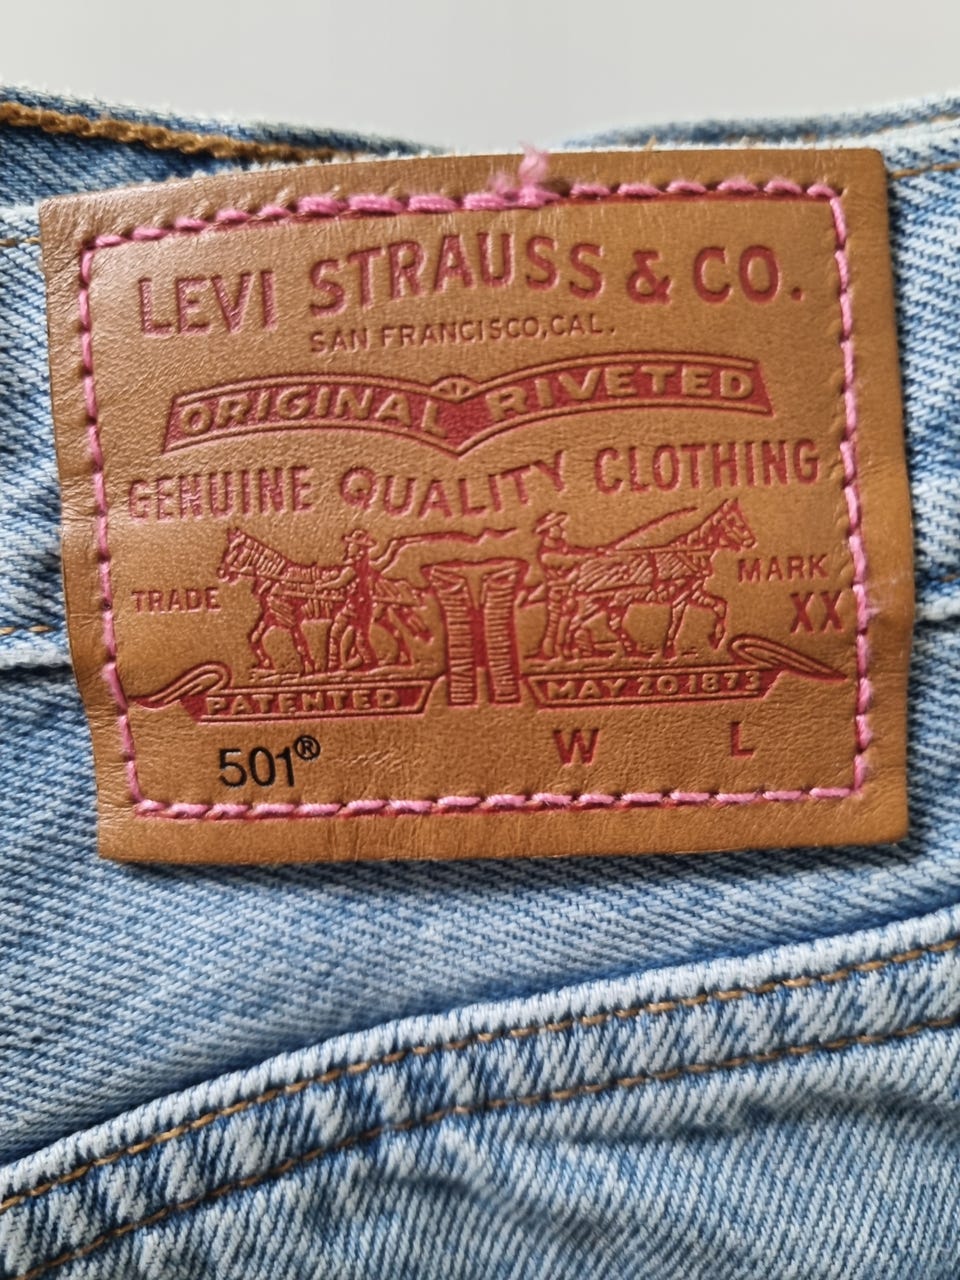 LEVI STRAUSS & CO.
SAN FRANCISCO, CAL.
ORIGINAL RIVETED
GENUINE QUALITY CLOTHING
TRADE MARK
XX
PATENTED MAY 20 1873
501® W L